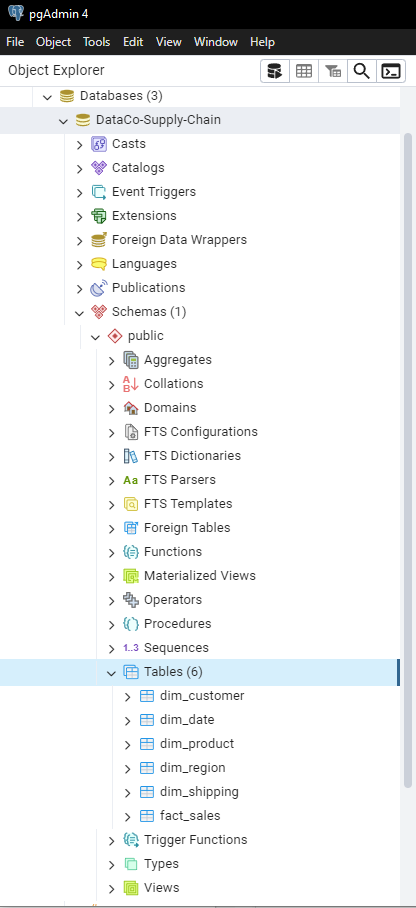 pgAdmin 4
File Object Tools Edit View Window Help
Object Explorer
Databases (3)
DataCo-Supply-Chain
Casts
Catalogs
Event Triggers
Extensions
Foreign Data Wrappers
Languages
Publications
Schemas (1)
public
Aggregates
Collations
Domains
FTS Configurations
FTS Dictionaries
Aa FTS Parsers
FTS Templates
Foreign Tables
Functions
Materialized Views
Operators
Procedures
1..3 Sequences
Tables (6)
dim_customer
dim_date
dim_product
dim_region
dim_shipping
fact_sales
Trigger Functions
Types
Views